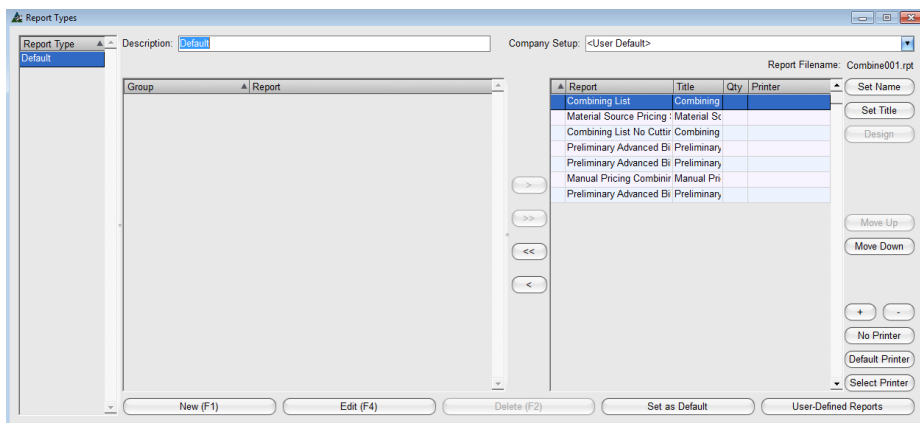 Report Types
Report Type
Default
Description: Default
Company Setup: <User Default>
Report Filename: Combine001.rpt
Group Report
Report Title Qty Printer
Combining List Combining
Material Source Pricing Material Sc
Combining List No Cuttin Combining
Preliminary Advanced Bi Preliminary
Preliminary Advanced Bi Preliminary
Manual Pricing Combinin Manual Pri
Preliminary Advanced Bi Preliminary
>
>>
<<
<
Set Name
Set Title
Design
Move Up
Move Down
+ -
No Printer
Default Printer
Select Printer
New (F1) Edit (F4) Delete (F2) Set as Default User-Defined Reports